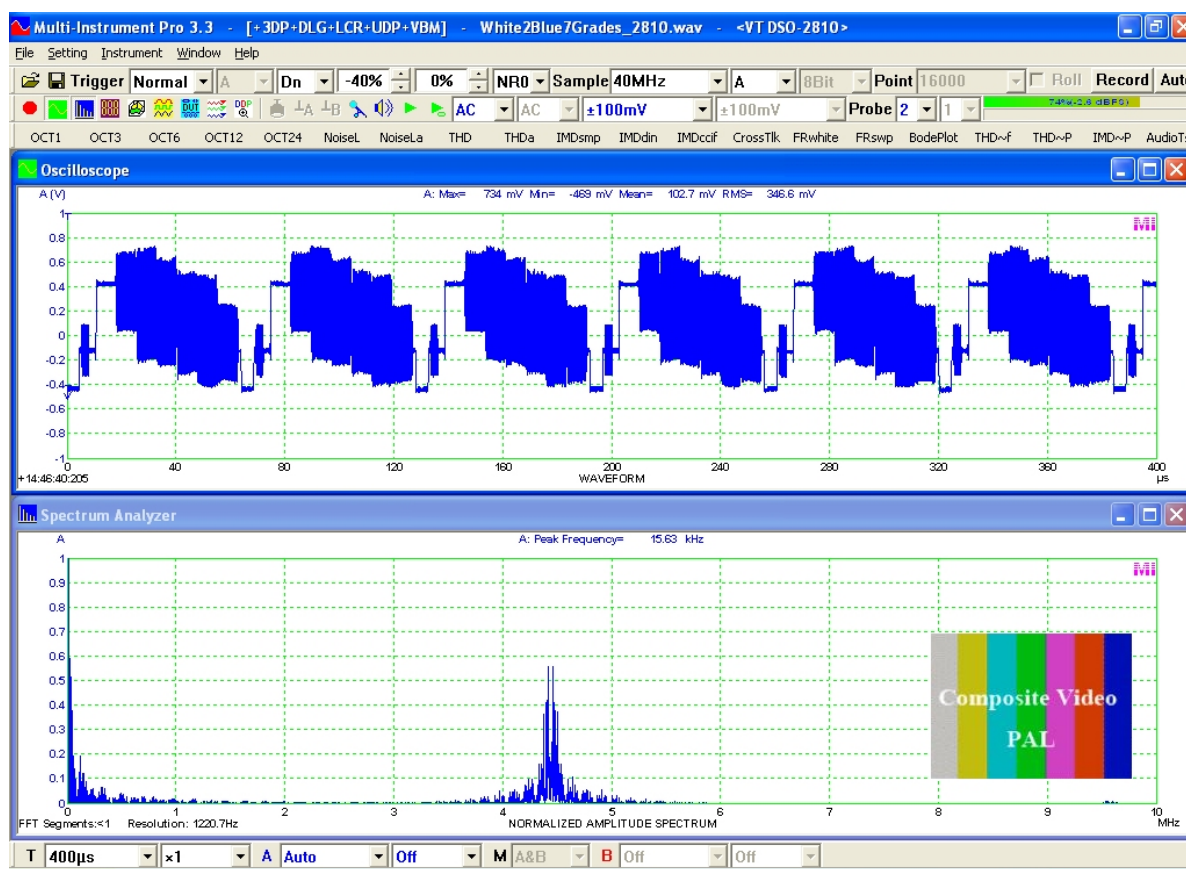 Multi-Instrument Pro 3.3 - [+3DP+DLG+LCR+UDP+VBM] - White2Blue7Grades_2810.wav - <VT DSO-2810>
File Setting Instrument Window Help
Trigger Normal A Dn -40% 0% NR0 Sample 40MHz A 8Bit Point 16000 Roll Record Aut
AC AC ±100mV ±100mV Probe 2 1 74%(-2.6 dBFS)
OCT1 OCT3 OCT6 OCT12 OCT24 NoiseL NoiseLa THD THDa IMDsmp IMDdin IMDccif CrossTlk FRwhite FRswp BodePlot THD~f THD~P IMD~P AudioTs
Oscilloscope
A (V) A: Max= 734 mV Min= -469 mV Mean= 102.7 mV RMS= 346.6 mV
1
MI
0.8
0.6
0.4
0.2
0
-0.2
-0.4
-0.6
-0.8
-1
0 40 80 120 160 200 240 280 320 360 400
+14:46:40:205 WAVEFORM µs
Spectrum Analyzer
A A: Peak Frequency= 15.63 kHz
1
MI
0.9
0.8
0.7
0.6
0.5
0.4
0.3
0.2
0.1
0
Composite Video
PAL
0 1 2 3 4 5 6 7 8 9 10
FFT Segments:<1 Resolution: 1220.7Hz NORMALIZED AMPLITUDE SPECTRUM MHz
T 400µs ×1 A Auto Off M A&B B Off Off